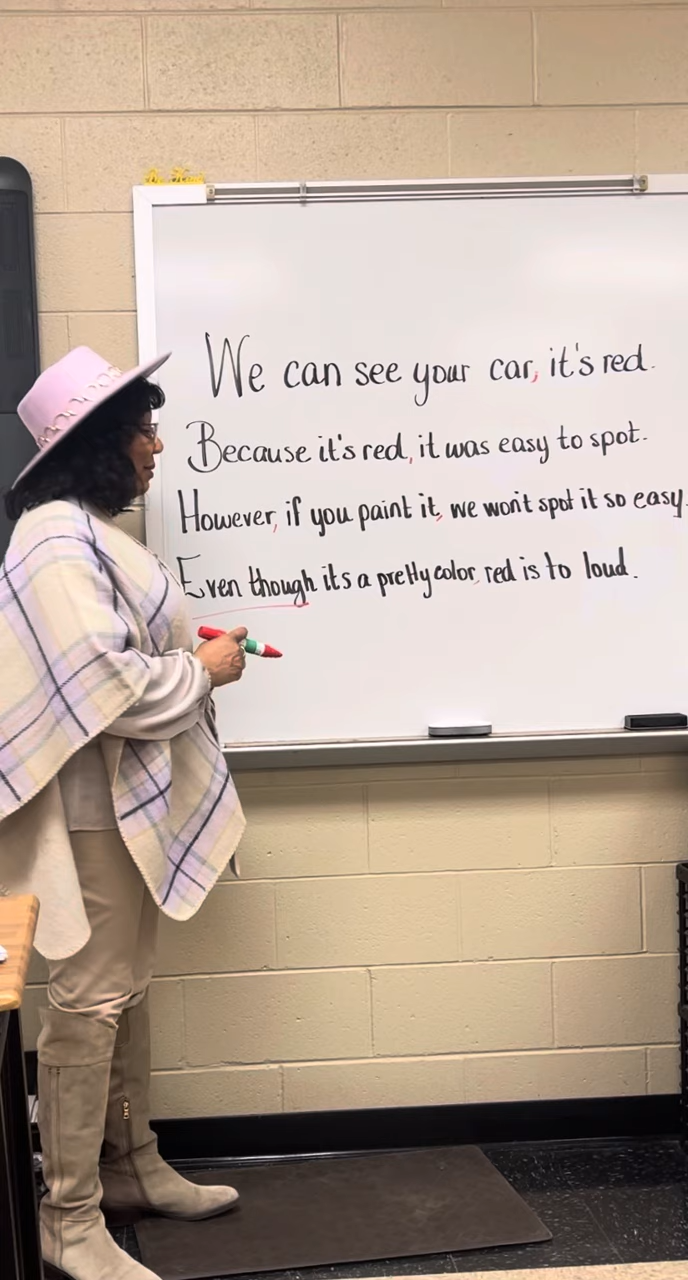 We can see your car, it's red.
Because it's red, it was easy to spot.
However, if you paint it, we won't spot it so easy.
Even though its a pretty color, red is to loud.